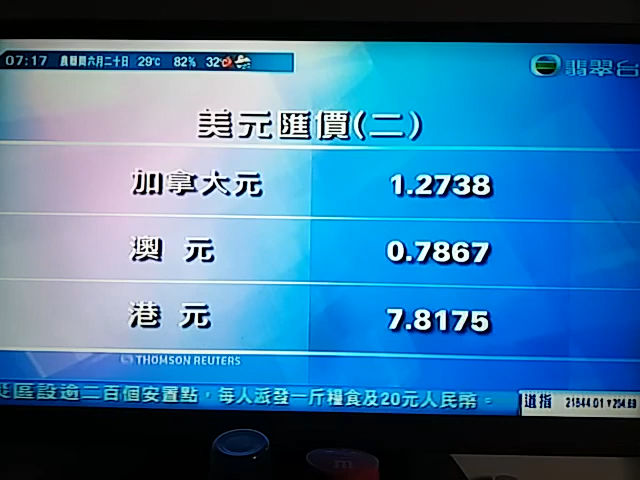 07:17 農曆閏六月二十日 29℃ 82% 32℃
翡翠台
美元匯價(二)
加拿大元 1.2738
澳元 0.7867
港元 7.8175
THOMSON REUTERS
區設逾二百個安置點,每人派發一斤糧食及20元人民幣。
道指 21844.01